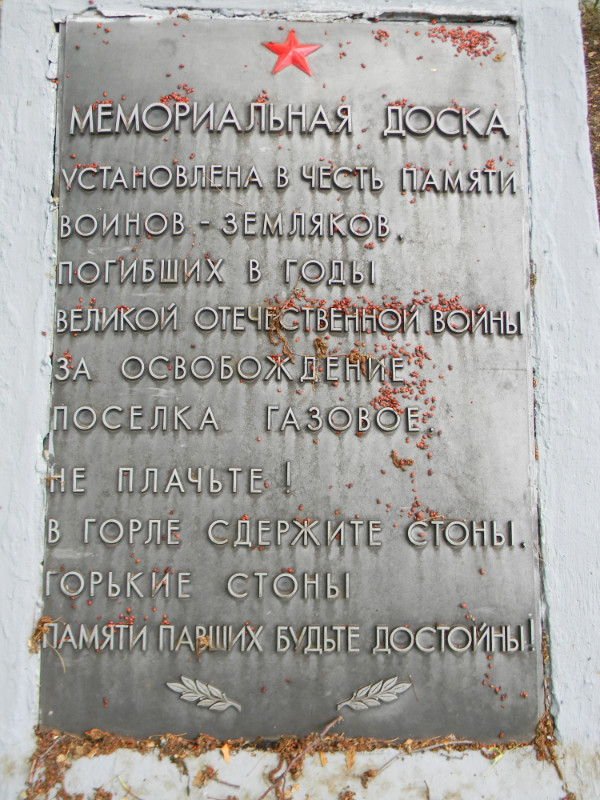 МЕМОРИАЛЬНАЯ ДОСКА
УСТАНОВЛЕНА В ЧЕСТЬ ПАМЯТИ
ВОИНОВ - ЗЕМЛЯКОВ,
ПОГИБШИХ В ГОДЫ
ВЕЛИКОЙ ОТЕЧЕСТВЕННОЙ ВОЙНЫ
ЗА ОСВОБОЖДЕНИЕ
ПОСЕЛКА ГАЗОВОЕ.
НЕ ПЛАЧЬТЕ!
В ГОРЛЕ СДЕРЖИТЕ СТОНЫ,
ГОРЬКИЕ СТОНЫ
ПАМЯТИ ПАВШИХ БУДЬТЕ ДОСТОЙНЫ!